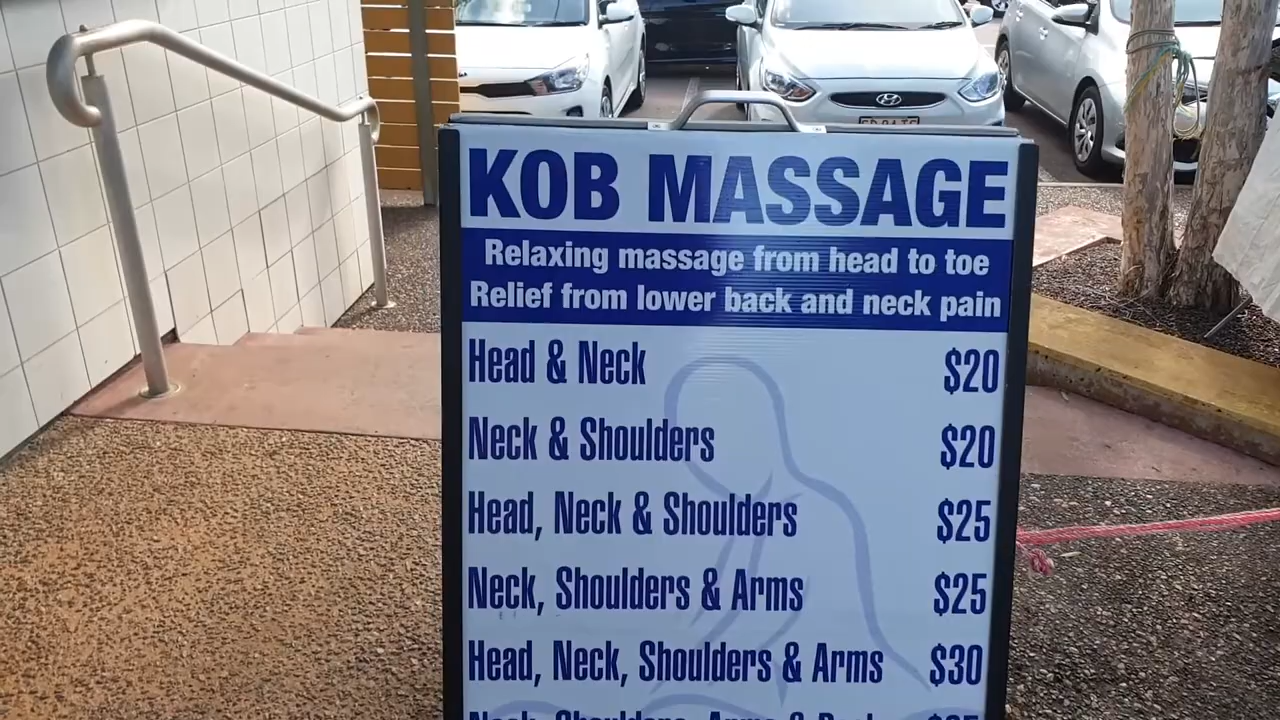 KOB MASSAGE
Relaxing massage from head to toe
Relief from lower back and neck pain
Head & Neck $20
Neck & Shoulders $20
Head, Neck & Shoulders $25
Neck, Shoulders & Arms $25
Head, Neck, Shoulders & Arms $30